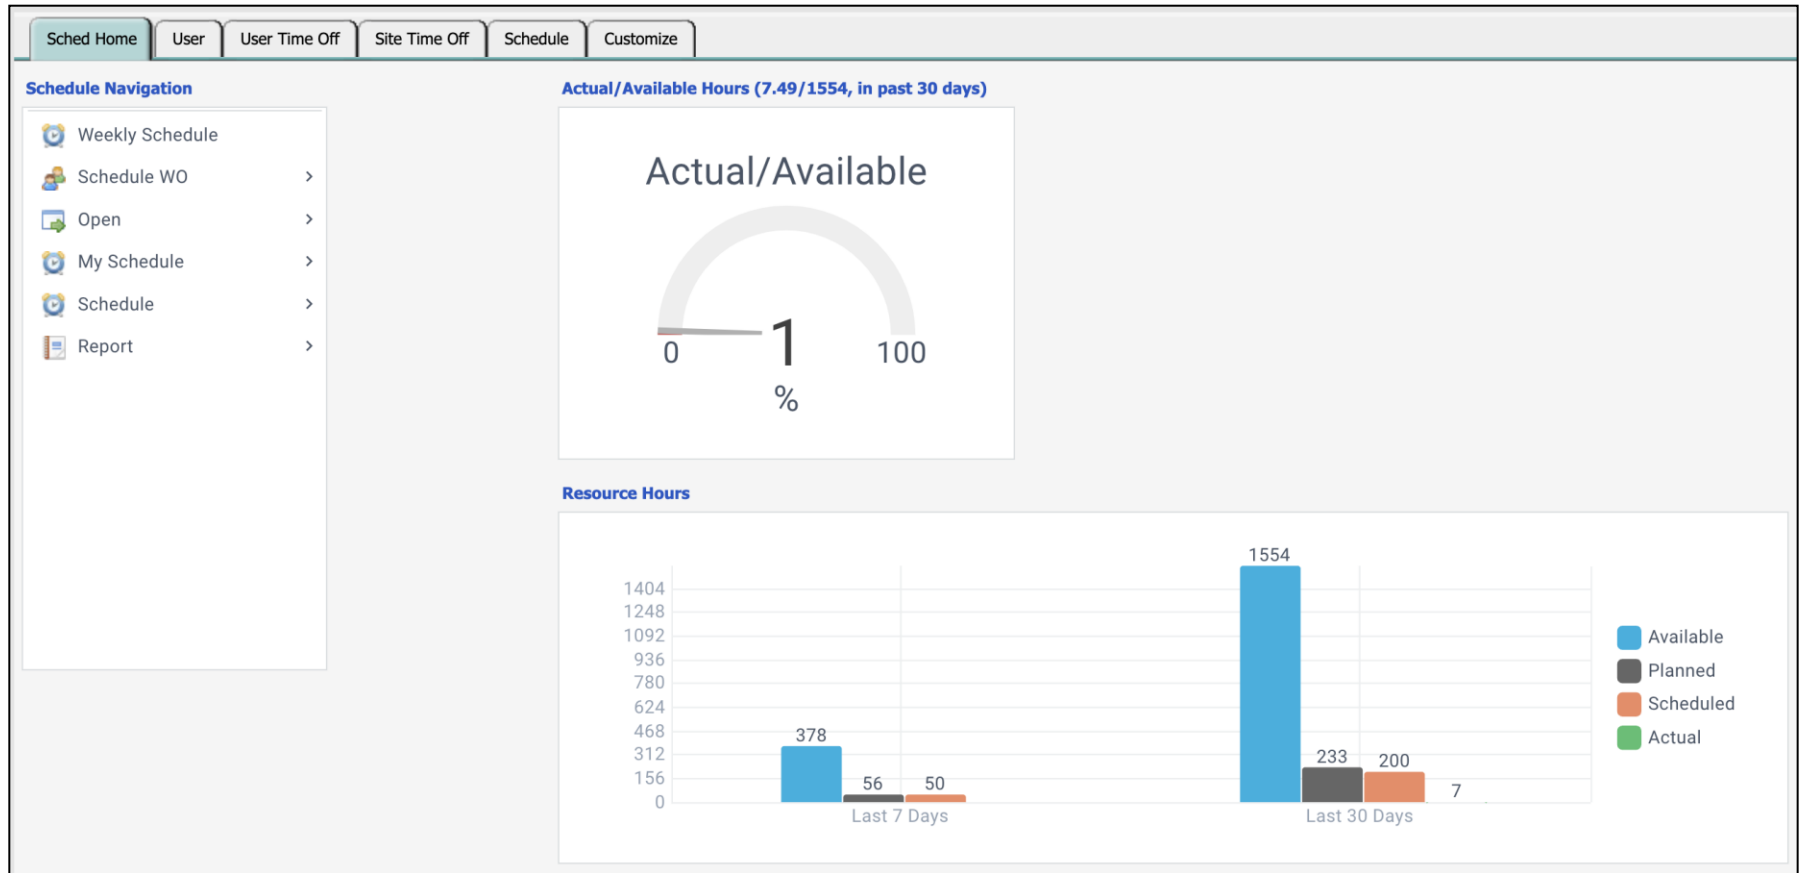 Sched Home User User Time Off Site Time Off Schedule Customize
Schedule Navigation
Weekly Schedule
Schedule WO
Open
My Schedule
Schedule
Report
Actual/Available Hours (7.49/1554, in past 30 days)
Actual/Available
0 1 100
%
Resource Hours
1404
1248
1092
936
780
624
468
312
156
0
378
56
50
Last 7 Days
1554
233
200
7
Last 30 Days
Available
Planned
Scheduled
Actual